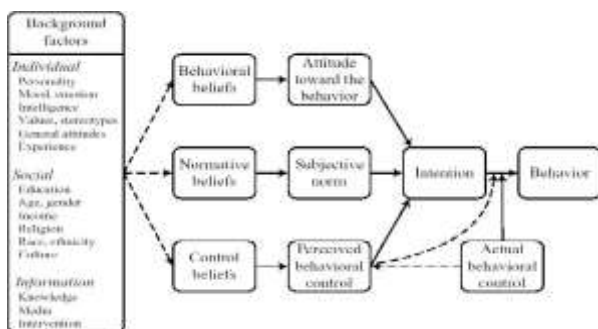 Background
factors
Individual
Personality
Mood, emotion
Intelligence
Values, stereotypes
General attitudes
Experience
Social
Education
Age, gender
Income
Religion
Race, ethnicity
Culture
Information
Knowledge
Media
Intervention
Behavioral
beliefs
Attitude
toward the
behavior
Normative
beliefs
Subjective
norm
Intention
Behavior
Control
beliefs
Perceived
behavioral
control
Actual
behavioral
control